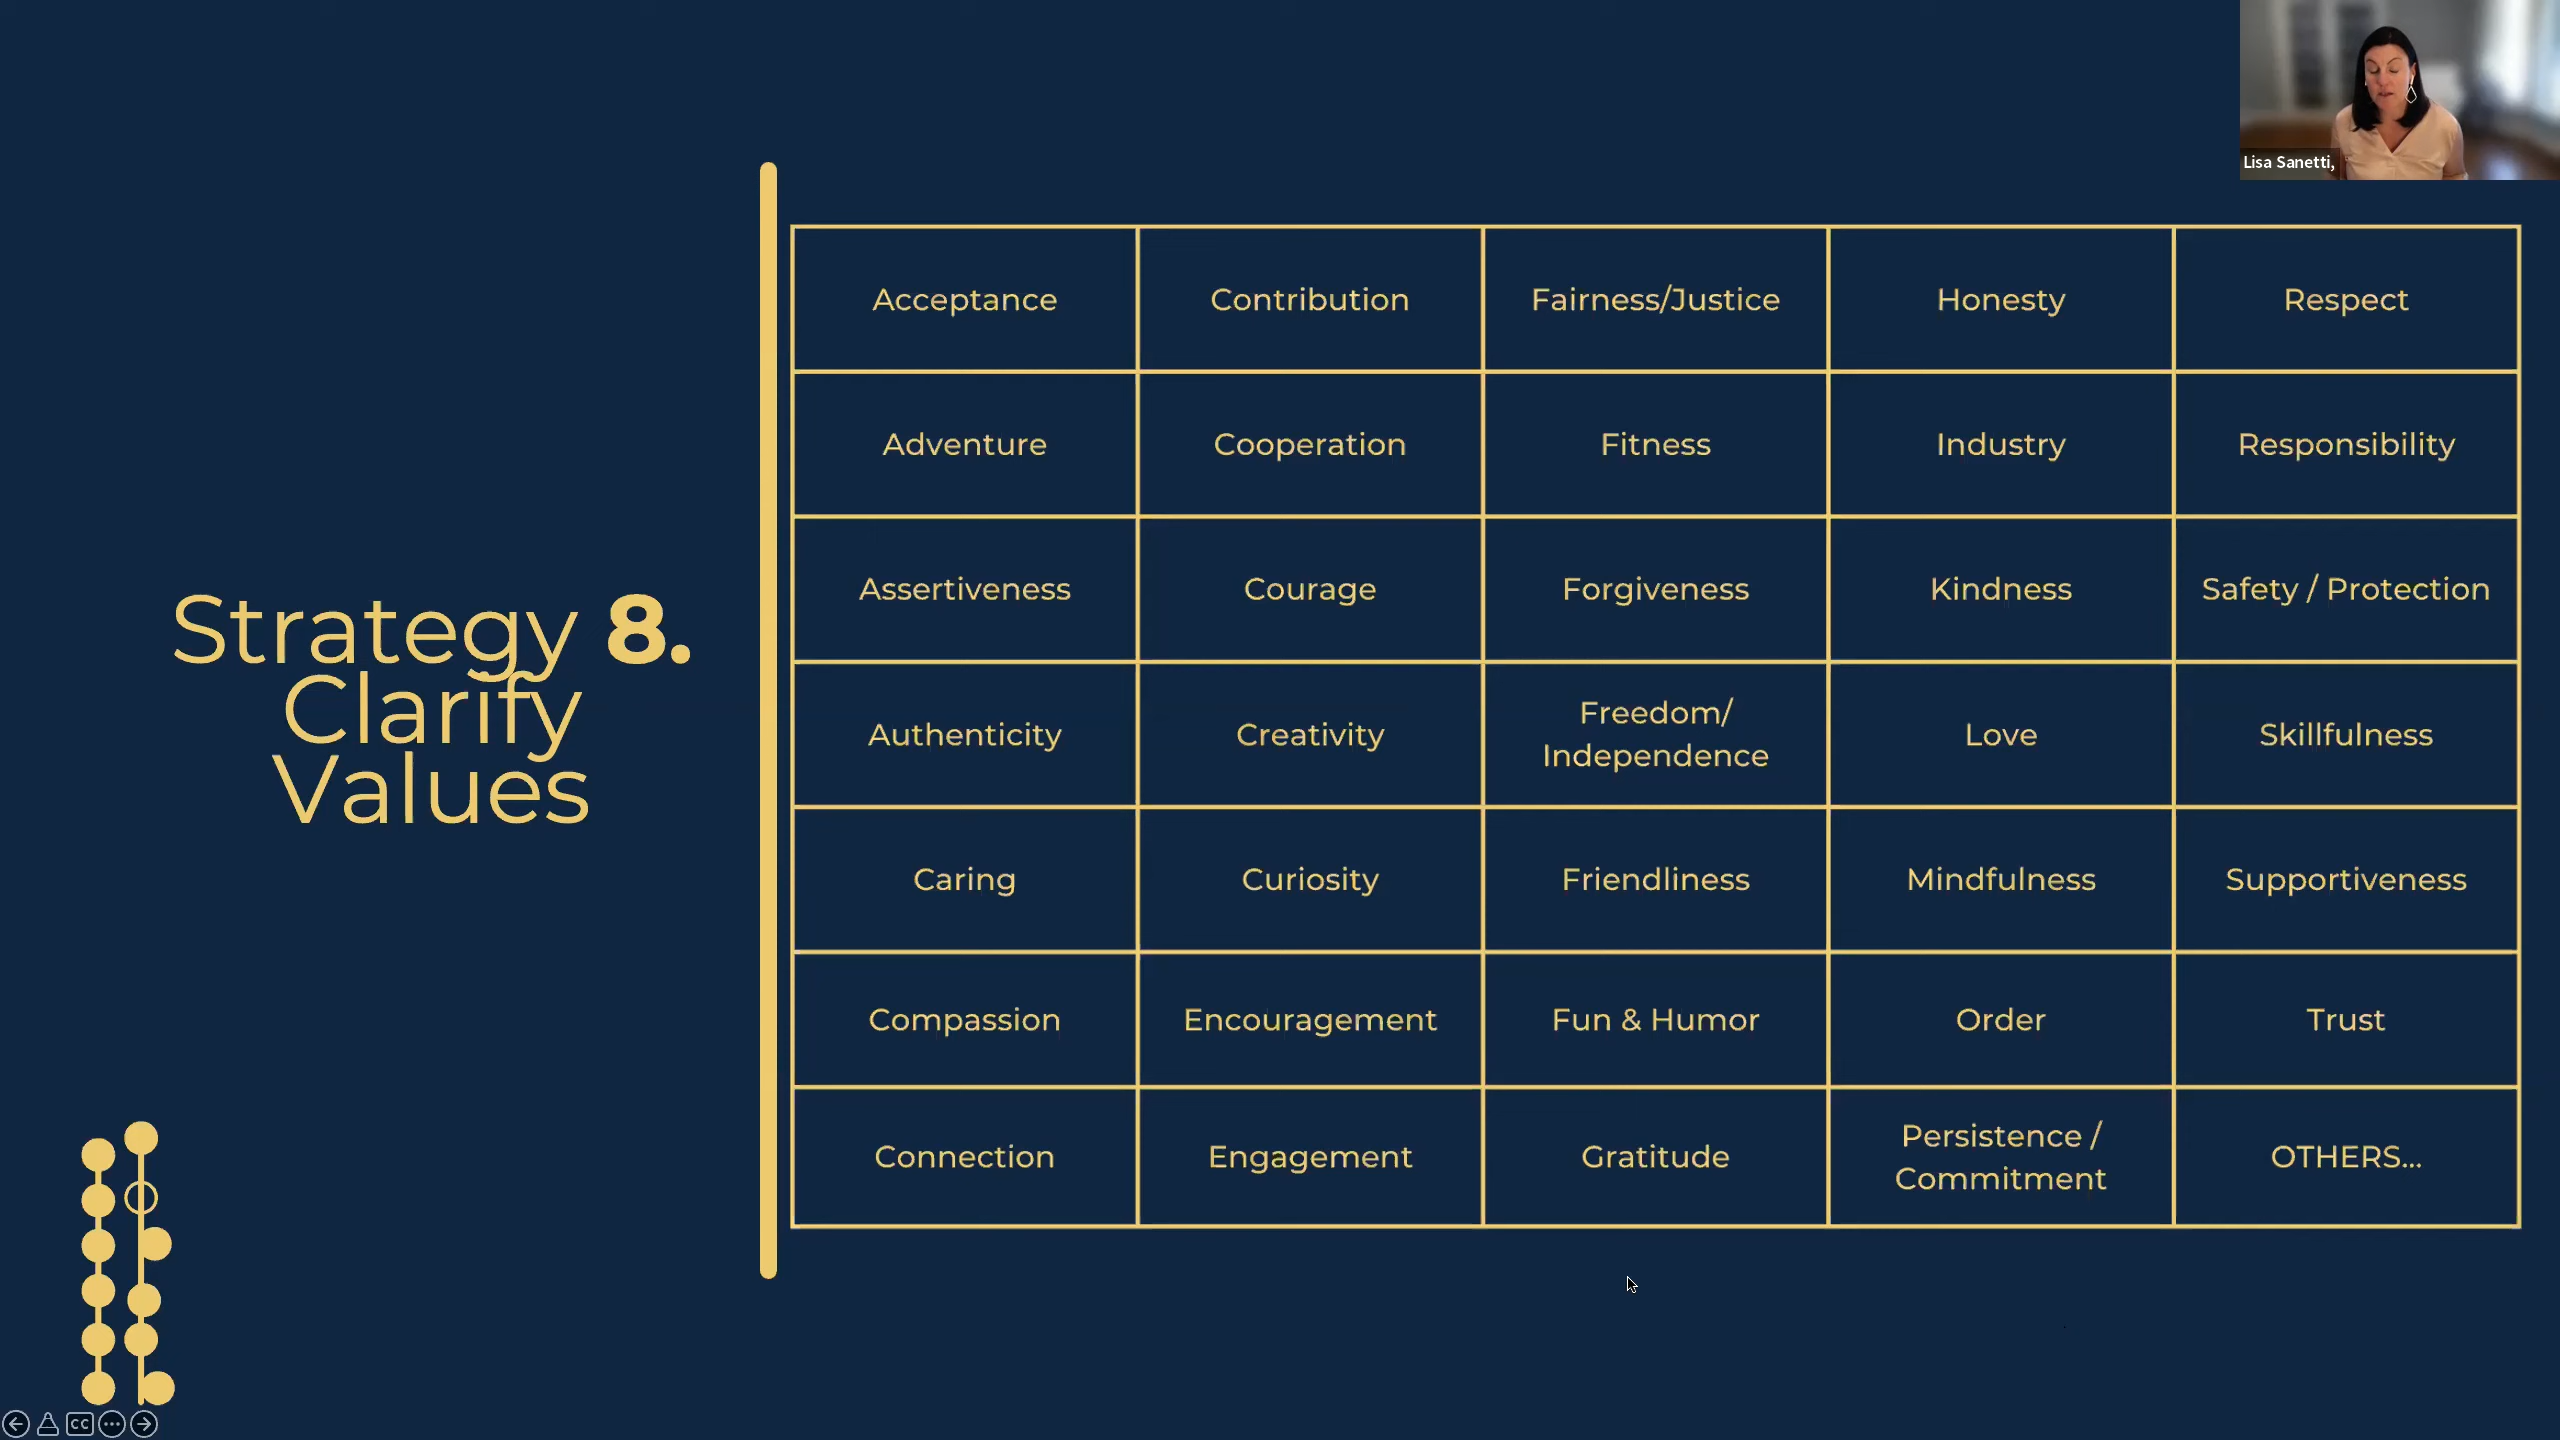 Lisa Sanetti,
Strategy 8.
Clarify
Values
Acceptance
Contribution
Fairness/Justice
Honesty
Respect
Adventure
Cooperation
Fitness
Industry
Responsibility
Assertiveness
Courage
Forgiveness
Kindness
Safety / Protection
Authenticity
Creativity
Freedom/
Independence
Love
Skillfulness
Caring
Curiosity
Friendliness
Mindfulness
Supportiveness
Compassion
Encouragement
Fun & Humor
Order
Trust
Connection
Engagement
Gratitude
Persistence /
Commitment
OTHERS...
CC